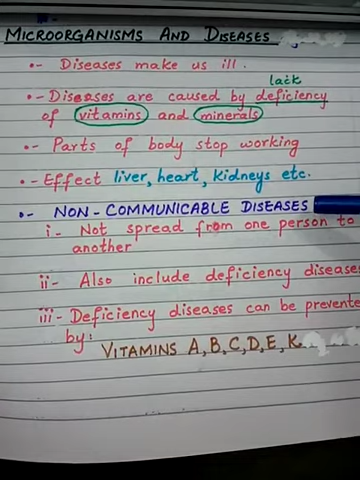 MICROORGANISMS AND DISEASES
•- Diseases make us ill.
lack
•- Diseases are caused by deficiency
of vitamins and minerals
•- Parts of body stop working
•- Effect liver, heart, kidneys etc.
•- NON-COMMUNICABLE DISEASES
i- Not spread from one person to
another
ii- Also include deficiency disease
iii- Deficiency diseases can be prevente
by:
VITAMINS A, B, C, D, E, K